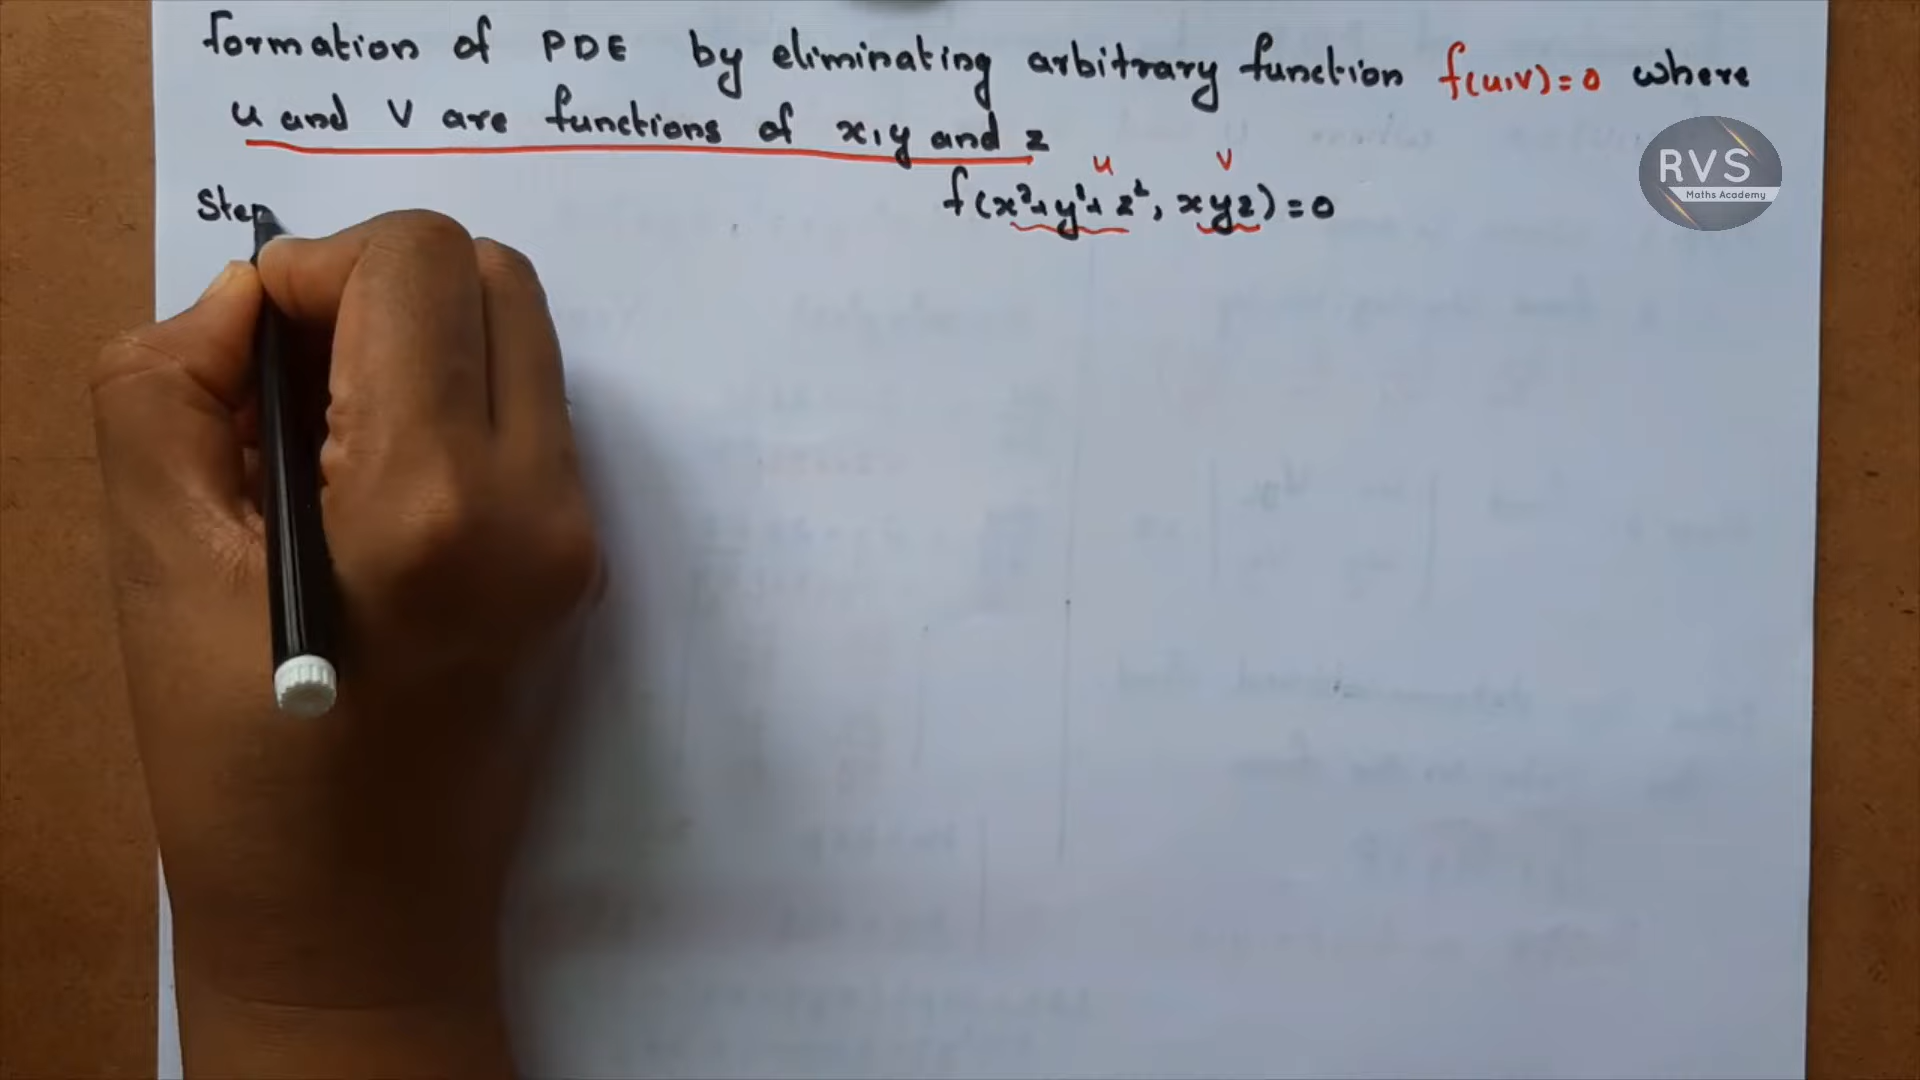 Formation of PDE by eliminating arbitrary function f(u,v)=0 where
u and v are functions of x,y and z
u v
Step f(x²+y²+z², xyz)=0
RVS
Maths Academy